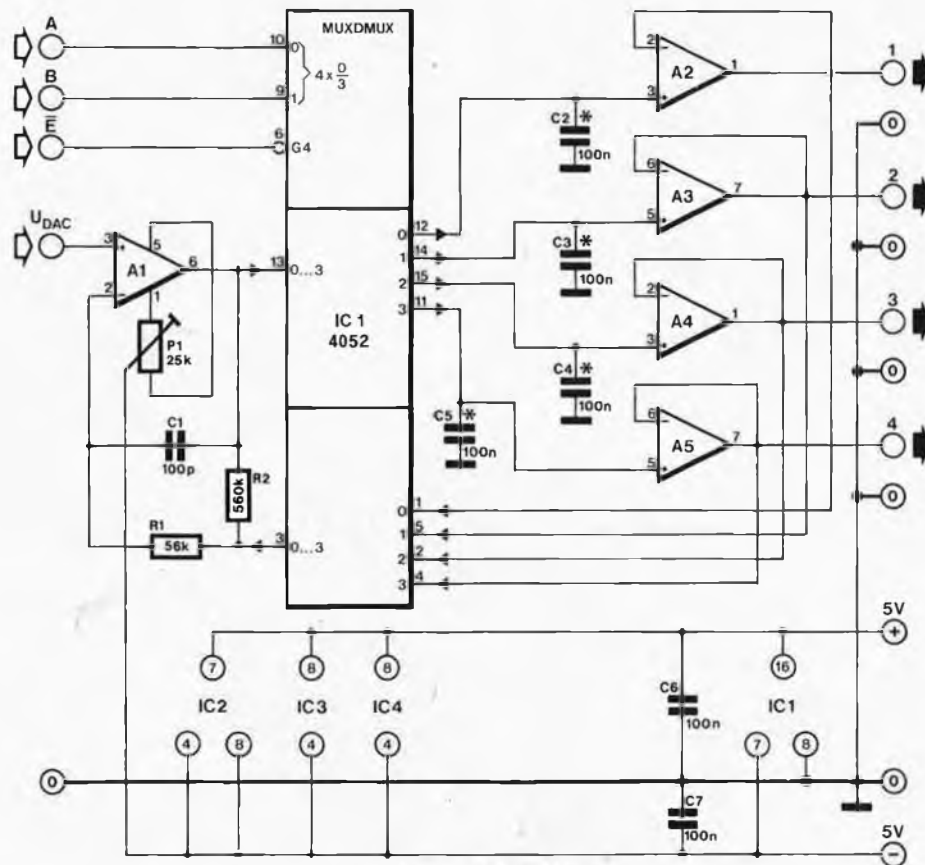 A
B
E̅
U_DAC
MUXDMUX
10 0
9 1
} 4 × 0/3
6 G4
3 +
2 −
A1
5
1
6
P1
25k
C1
100p
R2
560k
R1
56k
13 0...3
IC 1
4052
0 12
1 14
2 15
3 11
3 0...3
0 1
1 5
2 2
3 4
C2 *
100n
C3 *
100n
C4 *
100n
C5 *
100n
2 −
3 +
A2
1
6 −
5 +
A3
7
2 −
3 +
A4
1
6 −
5 +
A5
7
1
0
2
0
3
0
4
0
5V
+
7
8
8
16
IC2
IC3
IC4
C6
100n
IC1
4
8
4
4
7
8
0
0
C7
100n
5V
−